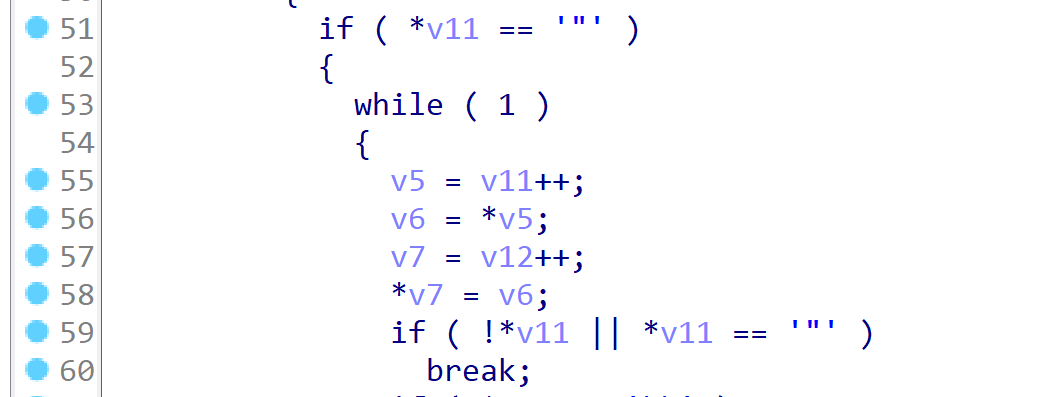 51 if ( *v11 == '"' )
52 {
53 while ( 1 )
54 {
55 v5 = v11++;
56 v6 = *v5;
57 v7 = v12++;
58 *v7 = v6;
59 if ( !*v11 || *v11 == '"' )
60 break;